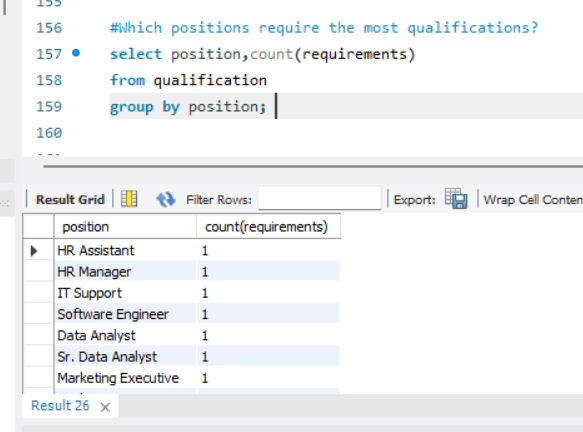 155
156 #Which positions require the most qualifications?
157 select position,count(requirements)
158 from qualification
159 group by position;
160
Result Grid Filter Rows: Export: Wrap Cell Conten
position count(requirements)
HR Assistant 1
HR Manager 1
IT Support 1
Software Engineer 1
Data Analyst 1
Sr. Data Analyst 1
Marketing Executive 1
Result 26 ×